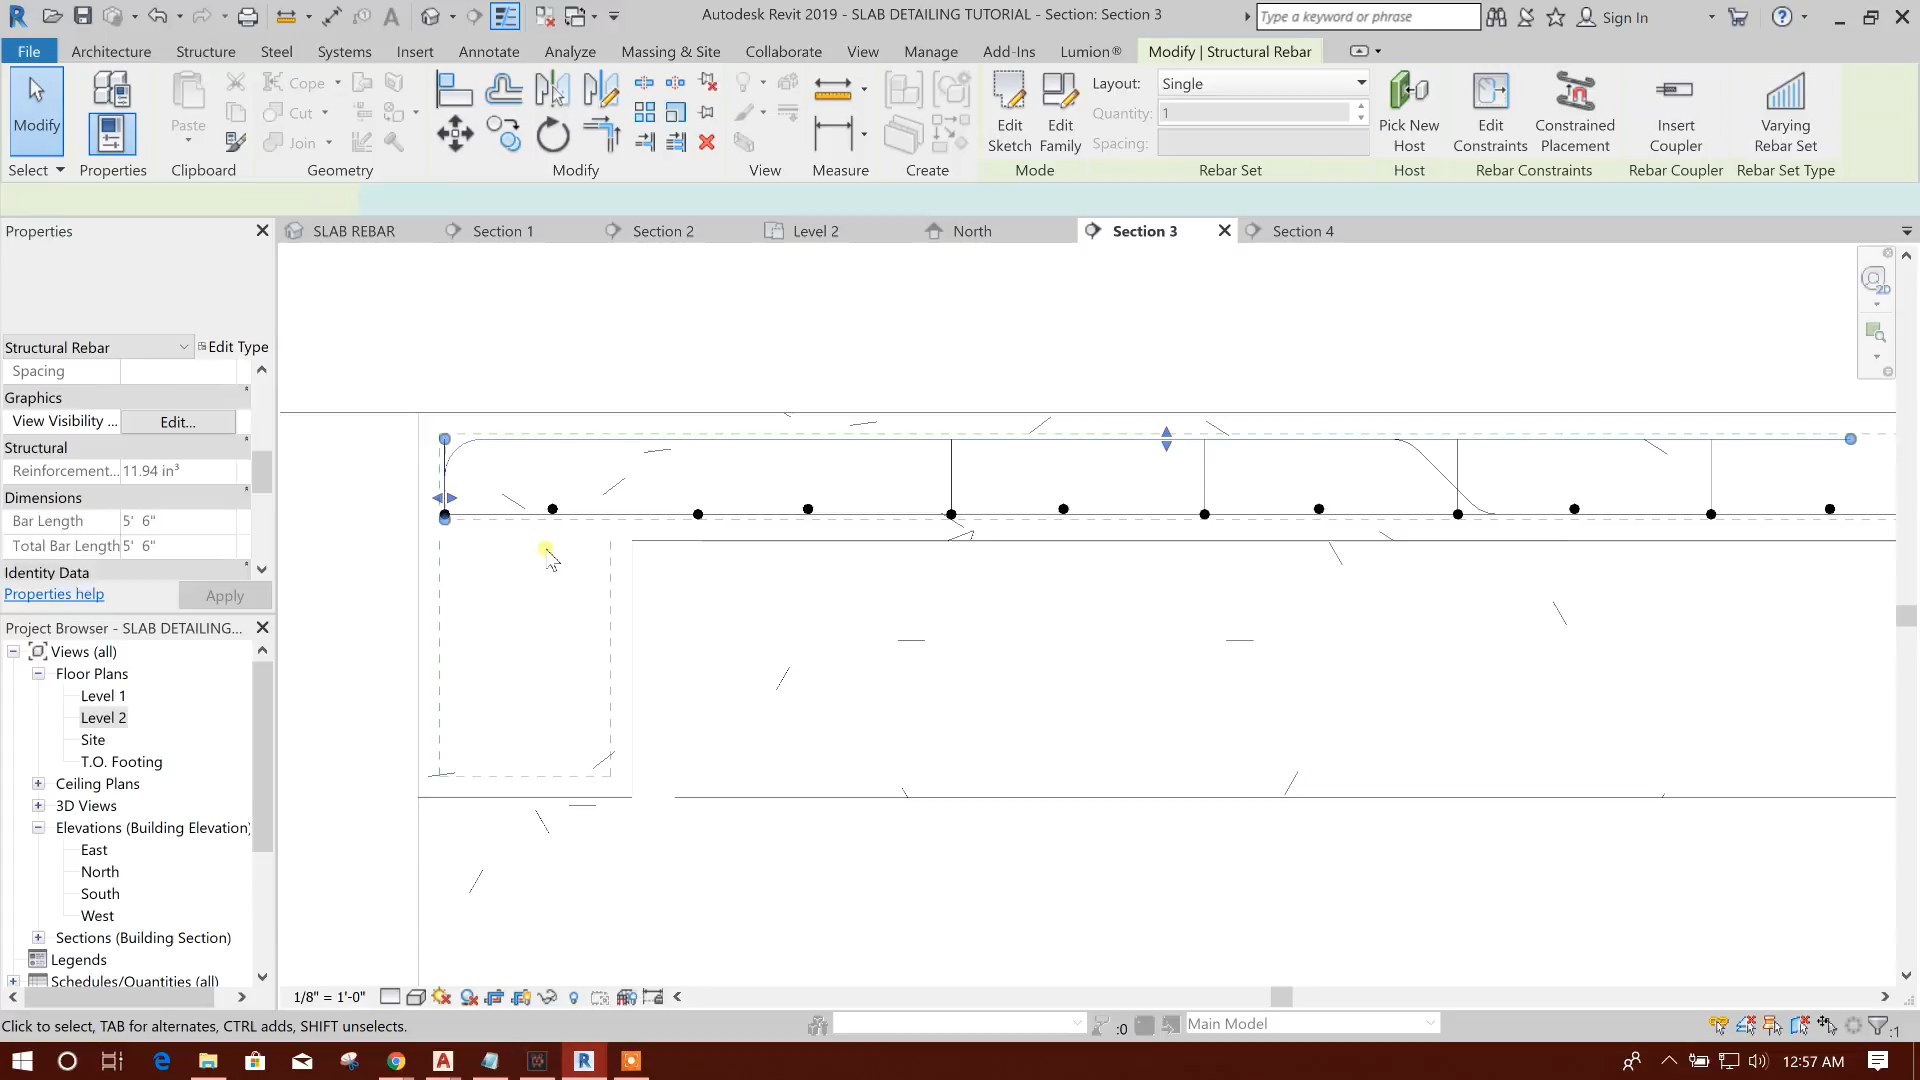 Autodesk Revit 2019 - SLAB DETAILING TUTORIAL - Section: Section 3
Type a keyword or phrase
Sign In
File
Architecture
Structure
Steel
Systems
Insert
Annotate
Analyze
Massing & Site
Collaborate
View
Manage
Add-Ins
Lumion®
Modify | Structural Rebar
Modify
Paste
Cope
Cut
Join
Edit Sketch
Edit Family
Layout:
Single
Quantity:
1
Spacing:
Pick New Host
Edit Constraints
Constrained Placement
Insert Coupler
Varying Rebar Set
Select
Properties
Clipboard
Geometry
Modify
View
Measure
Create
Mode
Rebar Set
Host
Rebar Constraints
Rebar Coupler
Rebar Set Type
Properties
SLAB REBAR
Section 1
Section 2
Level 2
North
Section 3
Section 4
2D
Structural Rebar
Edit Type
Spacing
Graphics
View Visibility ...
Edit...
Structural
Reinforcement...
11.94 in³
Dimensions
Bar Length
5'  6"
Total Bar Length
5'  6"
Identity Data
Properties help
Apply
Project Browser - SLAB DETAILING...
Views (all)
Floor Plans
Level 1
Level 2
Site
T.O. Footing
Ceiling Plans
3D Views
Elevations (Building Elevation)
East
North
South
West
Sections (Building Section)
Legends
Schedules/Quantities (all)
1/8" = 1'-0"
Click to select, TAB for alternates, CTRL adds, SHIFT unselects.
:0
Main Model
:1
12:57 AM